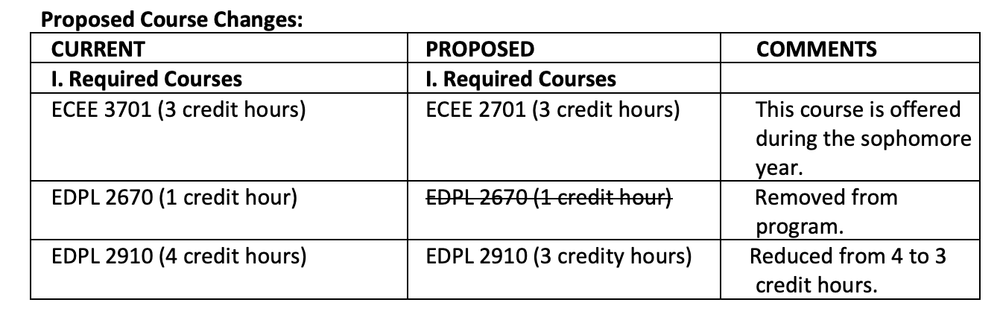 Proposed Course Changes:
CURRENT PROPOSED COMMENTS
I. Required Courses I. Required Courses
ECEE 3701 (3 credit hours) ECEE 2701 (3 credit hours) This course is offered
during the sophomore
year.
EDPL 2670 (1 credit hour) EDPL 2670 (1 credit hour) Removed from
program.
EDPL 2910 (4 credit hours) EDPL 2910 (3 credity hours) Reduced from 4 to 3
credit hours.